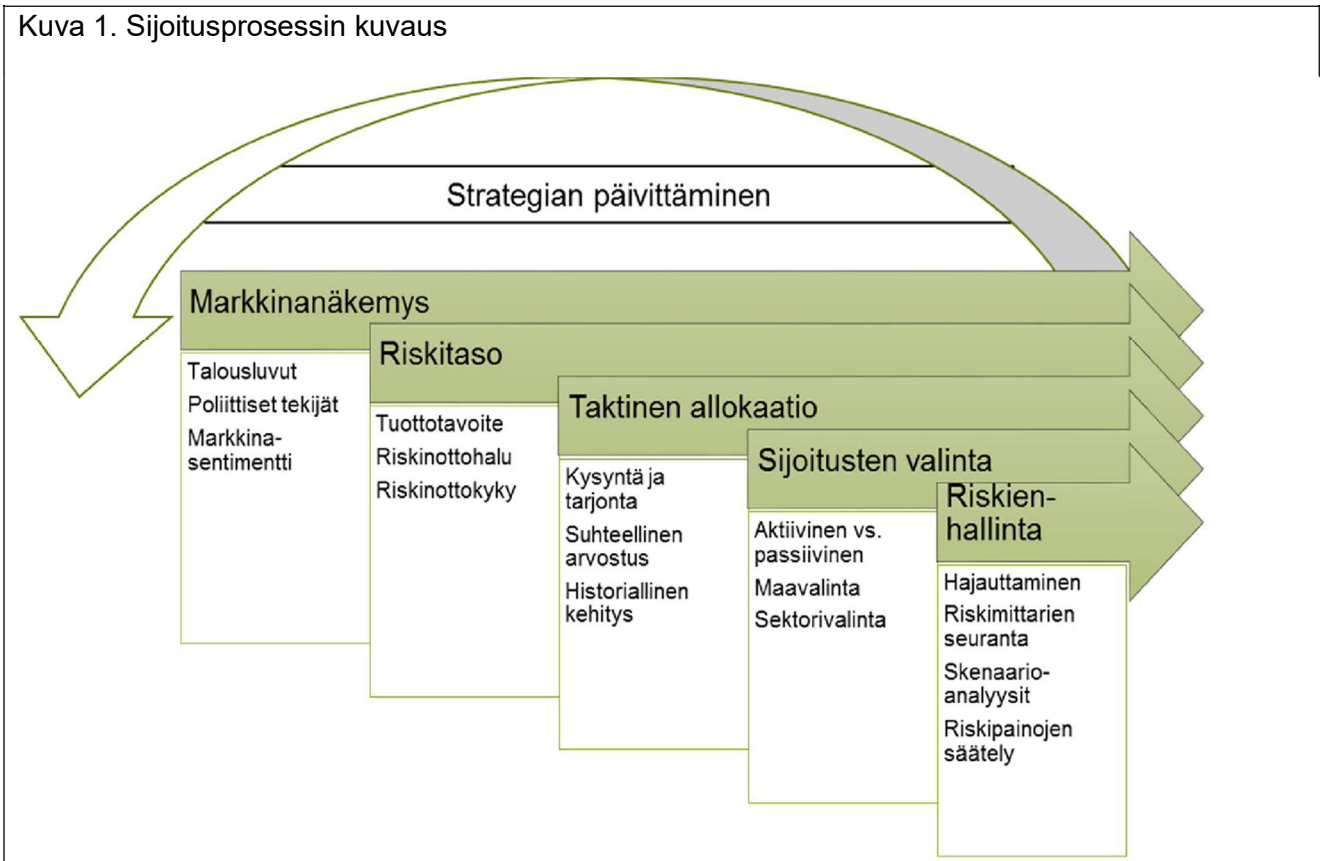 Kuva 1. Sijoitusprosessin kuvaus
Strategian päivittäminen
Markkinanäkemys
Talousluvut
Poliittiset tekijät
Markkina-
sentimentti
Riskitaso
Tuottotavoite
Riskinottohalu
Riskinottokyky
Taktinen allokaatio
Kysyntä ja
tarjonta
Suhteellinen
arvostus
Historiallinen
kehitys
Sijoitusten valinta
Aktiivinen vs.
passiivinen
Maavalinta
Sektorivalinta
Riskien-
hallinta
Hajauttaminen
Riskimittarien
seuranta
Skenaario-
analyysit
Riskipainojen
säätely